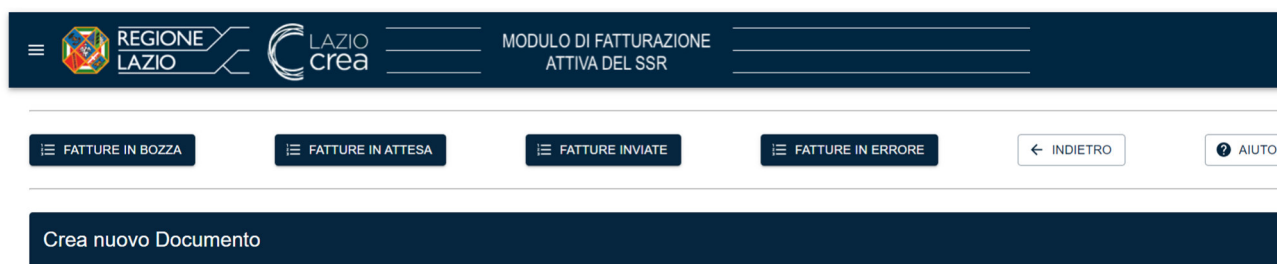 REGIONE
LAZIO
LAZIO
crea
MODULO DI FATTURAZIONE
ATTIVA DEL SSR
FATTURE IN BOZZA
FATTURE IN ATTESA
FATTURE INVIATE
FATTURE IN ERRORE
INDIETRO
AIUTO
Crea nuovo Documento